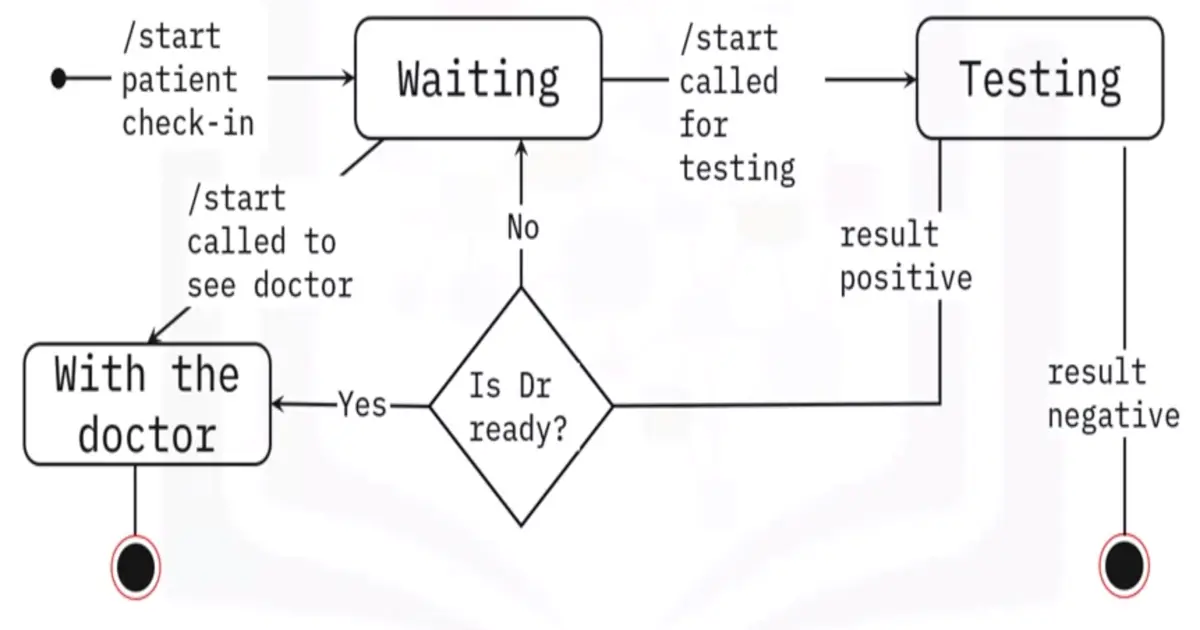 /start
patient
check-in
Waiting
/start
called
for
testing
Testing
/start
called to
see doctor
No
result
positive
With the
doctor
Yes
Is Dr
ready?
result
negative